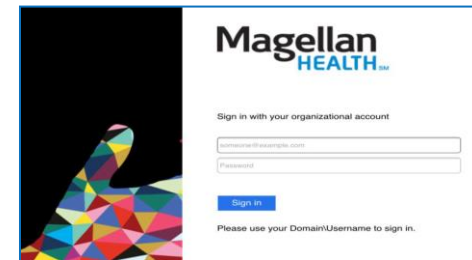 Magellan
HEALTH SM
Sign in with your organizational account
someone@example.com
Password
Sign in
Please use your Domain\Username to sign in.